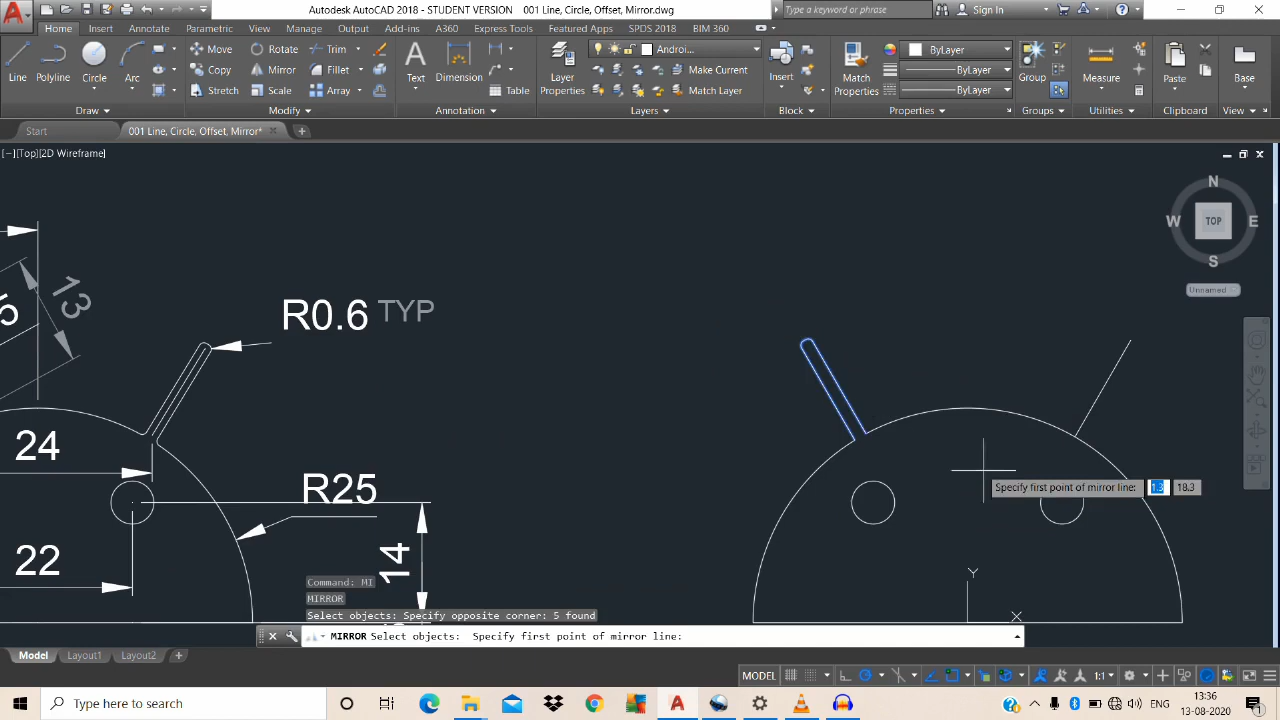 Autodesk AutoCAD 2018 - STUDENT VERSION 001 Line, Circle, Offset, Mirror.dwg
Type a keyword or phrase
Sign In
Home Insert Annotate Parametric View Manage Output Add-ins A360 Express Tools Featured Apps SPDS 2018 BIM 360
Move Rotate Trim
Androi...
Make Current
ByLayer
Copy Mirror Fillet
ByLayer
Stretch Scale Array
Table
Match Layer
ByLayer
Line Polyline Circle Arc
Text Dimension
Layer
Properties
Insert
Match
Properties
Group
Measure
Paste
Base
Draw Modify Annotation Layers Block Properties Groups Utilities Clipboard View
Start
001 Line, Circle, Offset, Mirror*
[−][Top][2D Wireframe]
N
W TOP E
S
Unnamed
13
5
R0.6 TYP
24
R25
22
14
Specify first point of mirror line: 1.3 18.3
Y
X
Command: MI
MIRROR
Select objects: Specify opposite corner: 5 found
MIRROR Select objects: Specify first point of mirror line:
Model Layout1 Layout2 +
MODEL
1:1
Type here to search
ENG
13:36
13-08-2020
1